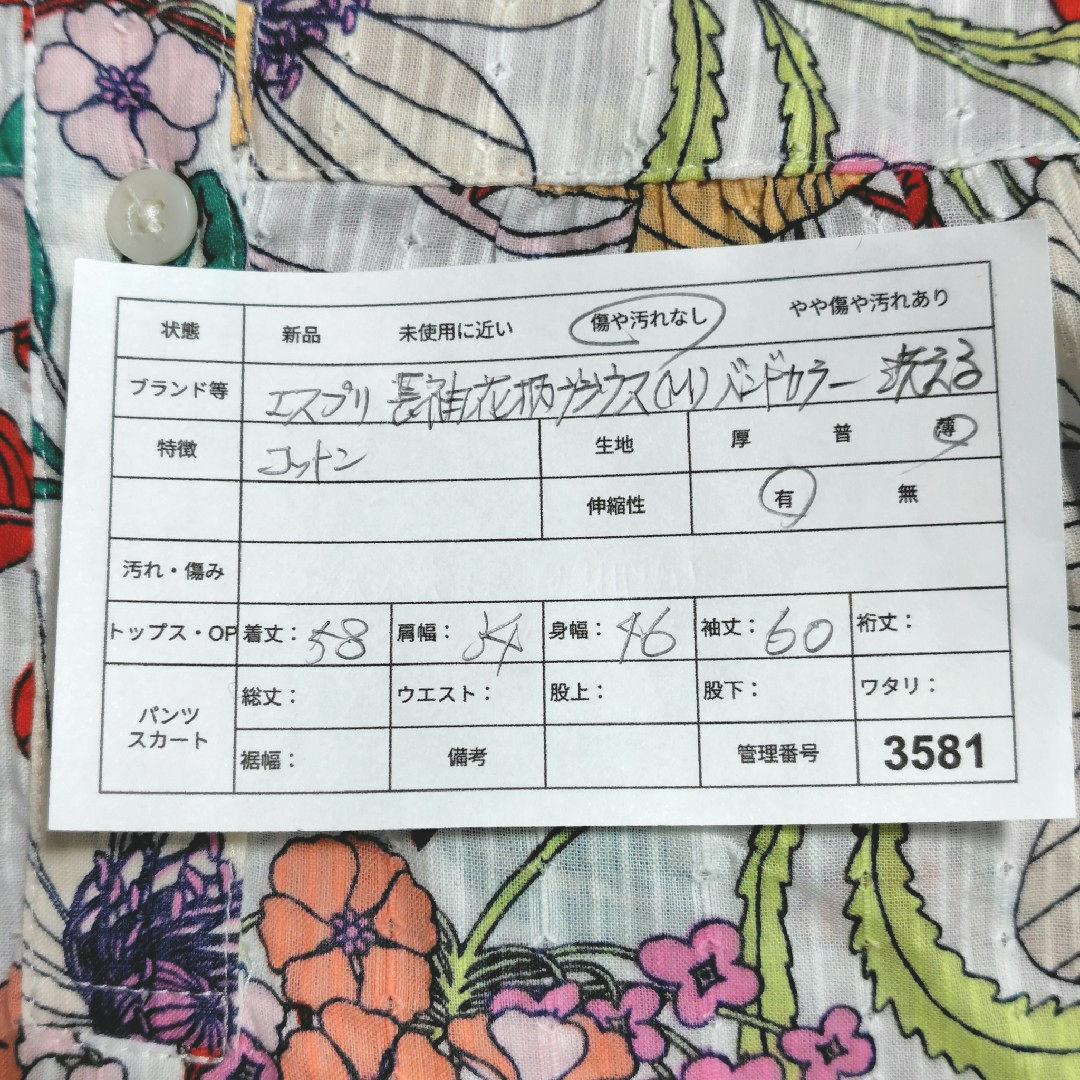 状態 新品 未使用に近い 傷や汚れなし やや傷や汚れあり
ブランド等 エスプリ 長袖花柄ブラウス(M) バンドカラー 洗える
特徴 コットン 生地 厚 普 薄
伸縮性 有 無
汚れ・傷み
トップス・OP 着丈: 58 肩幅: 身幅: 46 袖丈: 60 裄丈:
パンツ スカート
総丈: ウエスト: 股上: 股下: ワタリ:
裾幅: 備考 管理番号 3581